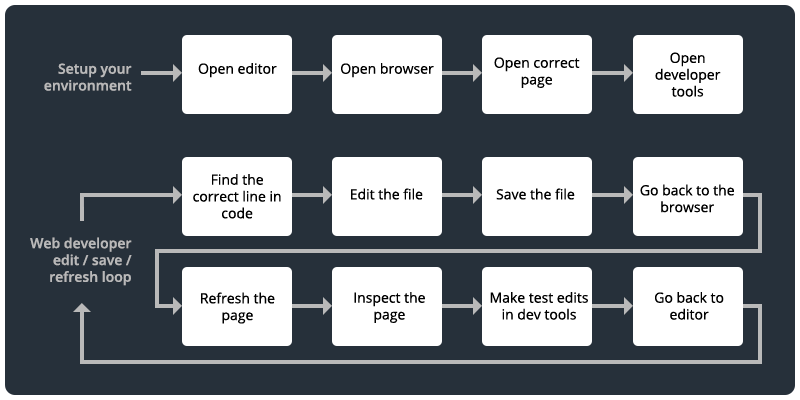 Setup your
environment
Open editor
Open browser
Open correct
page
Open
developer
tools
Find the
correct line in
code
Edit the file
Save the file
Go back to the
browser
Web developer
edit / save /
refresh loop
Refresh the
page
Inspect the
page
Make test edits
in dev tools
Go back to
editor